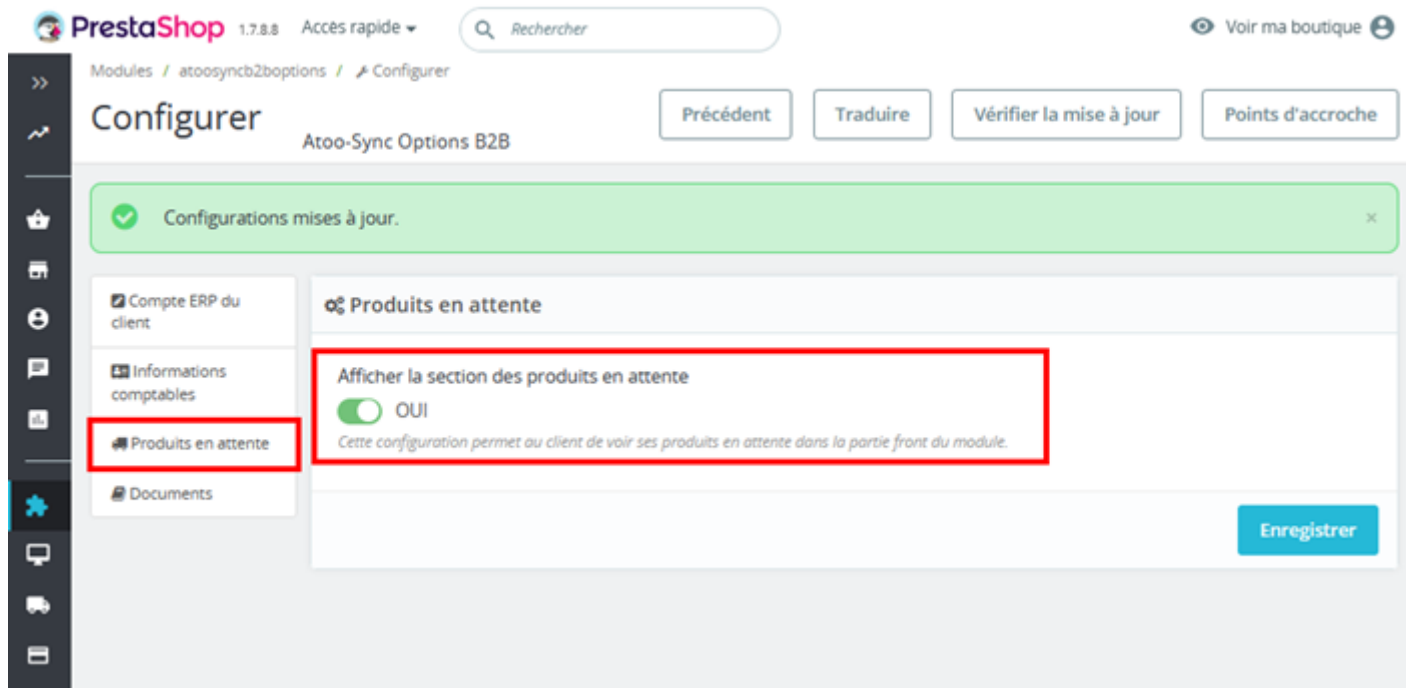 PrestaShop 1.7.8.8 Accès rapide Rechercher Voir ma boutique
Modules / atoosyncb2boptions / Configurer
Configurer
Précédent Traduire Vérifier la mise à jour Points d'accroche
Atoo-Sync Options B2B
Configurations mises à jour. ×
Compte ERP du
client
Informations
comptables
Produits en attente
Documents
Produits en attente
Afficher la section des produits en attente
OUI
Cette configuration permet au client de voir ses produits en attente dans la partie front du module.
Enregistrer